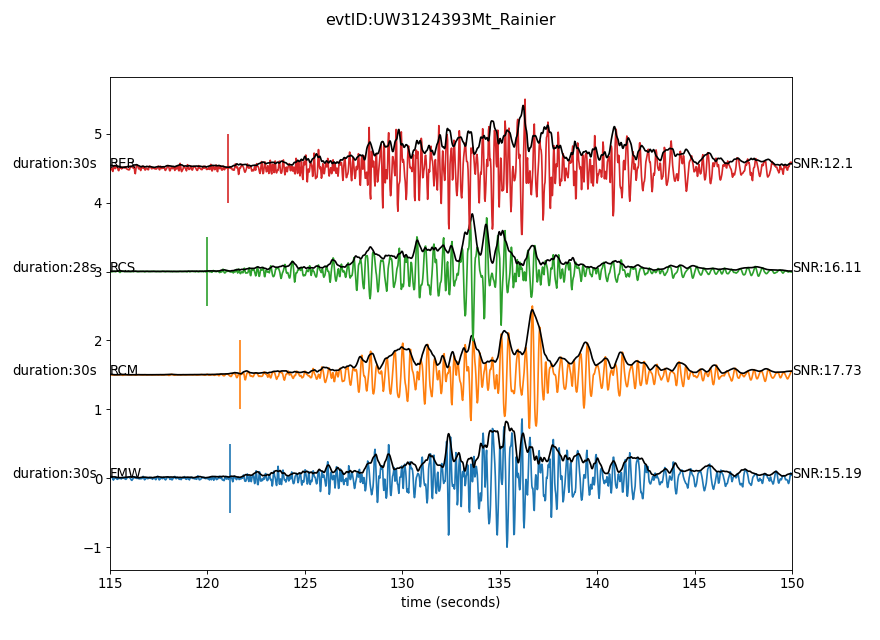 evtID:UW3124393Mt_Rainier
5
duration:30s RER SNR:12.1
4
duration:28s 3 RCS SNR:16.11
2
duration:30s RCM SNR:17.73
1
duration:30s 0 FMW SNR:15.19
−1
115 120 125 130 135 140 145 150
time (seconds)